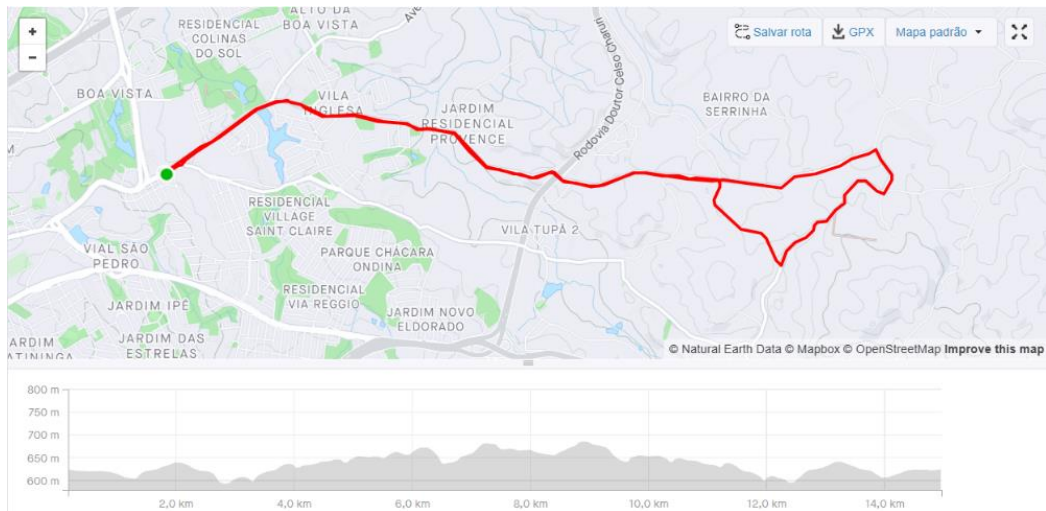 ALTO DA
RESIDENCIAL BOA VISTA
COLINAS
DO SOL
+
-
Salvar rota
GPX
Mapa padrão
BOA VISTA
VILA
INGLESA
JARDIM
RESIDENCIAL
PROVENCE
Rodovia Doutor Celso Charuri
BAIRRO DA
SERRINHA
RESIDENCIAL
VILLAGE
SAINT CLAIRE
VILA TUPÃ 2
VIAL SÃO
PEDRO
PARQUE CHÁCARA
ONDINA
RESIDENCIAL
VIA REGGIO
JARDIM IPÊ
JARDIM NOVO
ELDORADO
JARDIM DAS
ESTRELAS
© Natural Earth Data © Mapbox © OpenStreetMap Improve this map
800 m
750 m
700 m
650 m
600 m
2,0 km 4,0 km 6,0 km 8,0 km 10,0 km 12,0 km 14,0 km